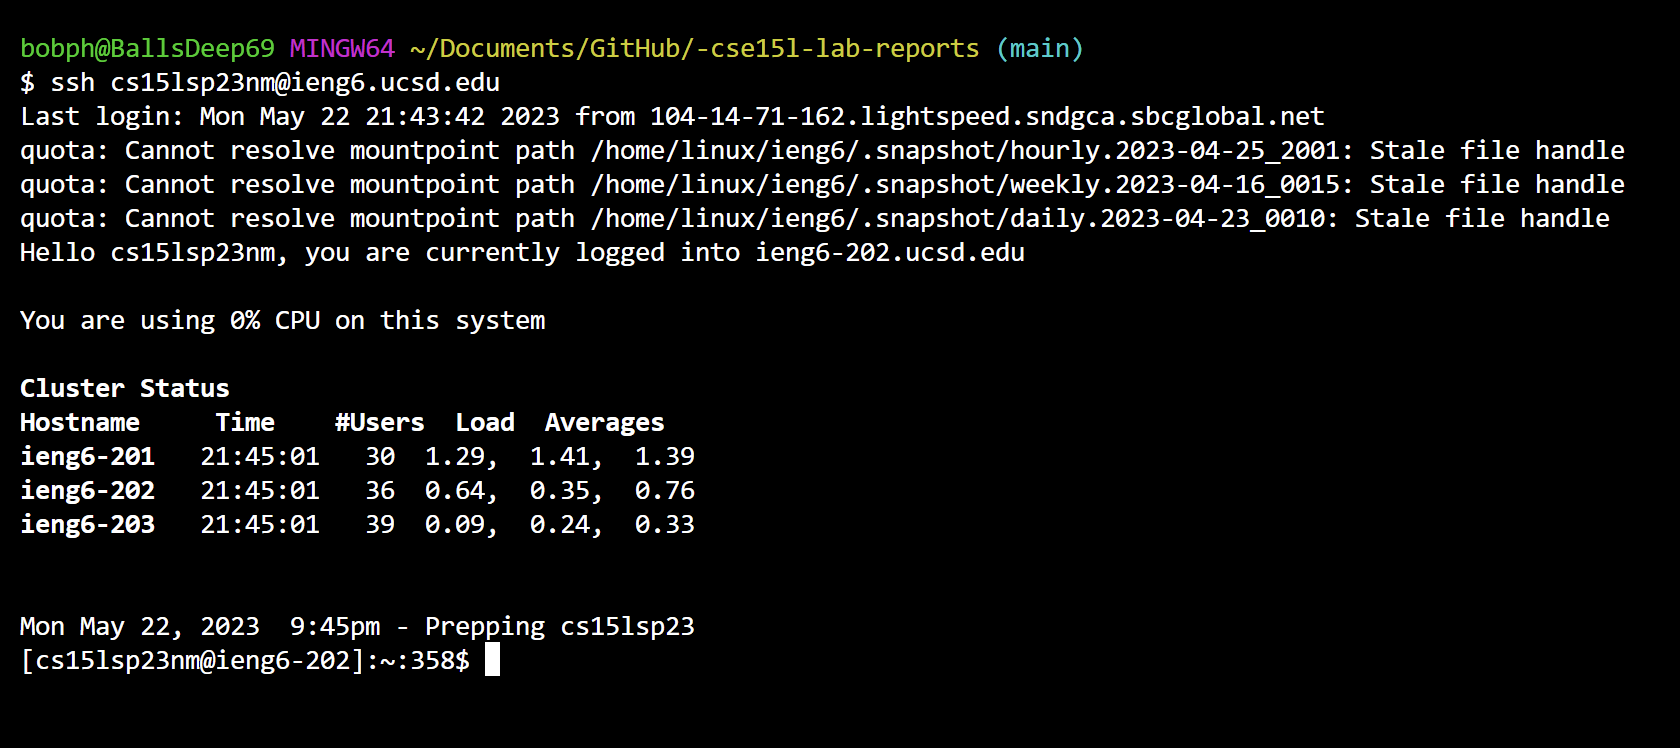 bobph@BallsDeep69 MINGW64 ~/Documents/GitHub/-cse15l-lab-reports (main)
$ ssh cs15lsp23nm@ieng6.ucsd.edu
Last login: Mon May 22 21:43:42 2023 from 104-14-71-162.lightspeed.sndgca.sbcglobal.net
quota: Cannot resolve mountpoint path /home/linux/ieng6/.snapshot/hourly.2023-04-25_2001: Stale file handle
quota: Cannot resolve mountpoint path /home/linux/ieng6/.snapshot/weekly.2023-04-16_0015: Stale file handle
quota: Cannot resolve mountpoint path /home/linux/ieng6/.snapshot/daily.2023-04-23_0010: Stale file handle
Hello cs15lsp23nm, you are currently logged into ieng6-202.ucsd.edu

You are using 0% CPU on this system

Cluster Status
Hostname     Time    #Users  Load  Averages
ieng6-201   21:45:01   30  1.29,  1.41,  1.39
ieng6-202   21:45:01   36  0.64,  0.35,  0.76
ieng6-203   21:45:01   39  0.09,  0.24,  0.33

Mon May 22, 2023  9:45pm - Prepping cs15lsp23
[cs15lsp23nm@ieng6-202]:~:358$